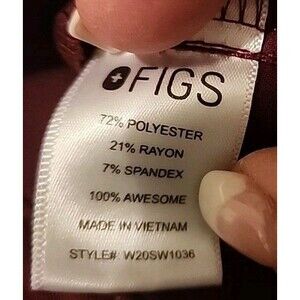 FIGS
72% POLYESTER
21% RAYON
7% SPANDEX
100% AWESOME
MADE IN VIETNAM
STYLE# W20SW1036